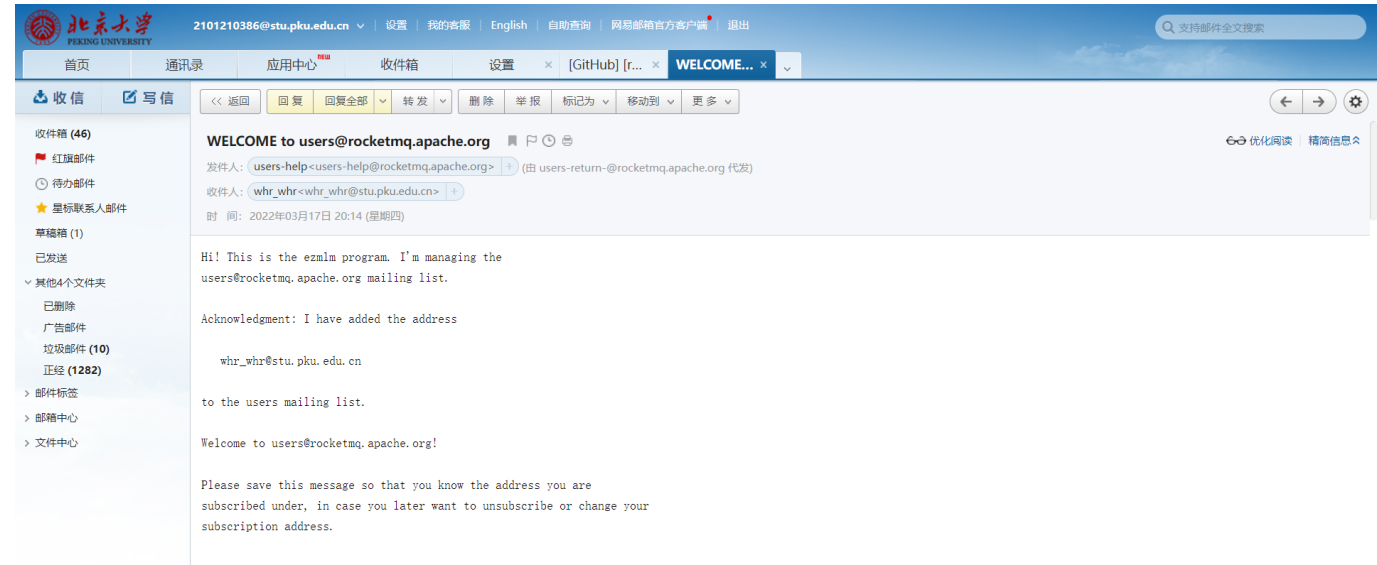 北京大学
PEKING UNIVERSITY
2101210386@stu.pku.edu.cn 设置 | 我的客服 | English | 自助查询 | 网易邮箱官方客户端 | 退出
支持邮件全文搜索
首页 通讯录 应用中心 NEW 收件箱 设置 × [GitHub] [r... × WELCOME... ×
收信 写信
<< 返回 回复 回复全部 转发 删除 举报 标记为 移动到 更多
收件箱 (46)
红旗邮件
待办邮件
星标联系人邮件
草稿箱 (1)
已发送
其他4个文件夹
已删除
广告邮件
垃圾邮件 (10)
正经 (1282)
邮件标签
邮箱中心
文件中心
WELCOME to users@rocketmq.apache.org
优化阅读 | 精简信息
发件人: users-help<users-help@rocketmq.apache.org> + (由 users-return-@rocketmq.apache.org 代发)
收件人: whr_whr<whr_whr@stu.pku.edu.cn> +
时 间: 2022年03月17日 20:14 (星期四)
Hi! This is the ezmlm program. I'm managing the
users@rocketmq.apache.org mailing list.
Acknowledgment: I have added the address
whr_whr@stu.pku.edu.cn
to the users mailing list.
Welcome to users@rocketmq.apache.org!
Please save this message so that you know the address you are
subscribed under, in case you later want to unsubscribe or change your
subscription address.